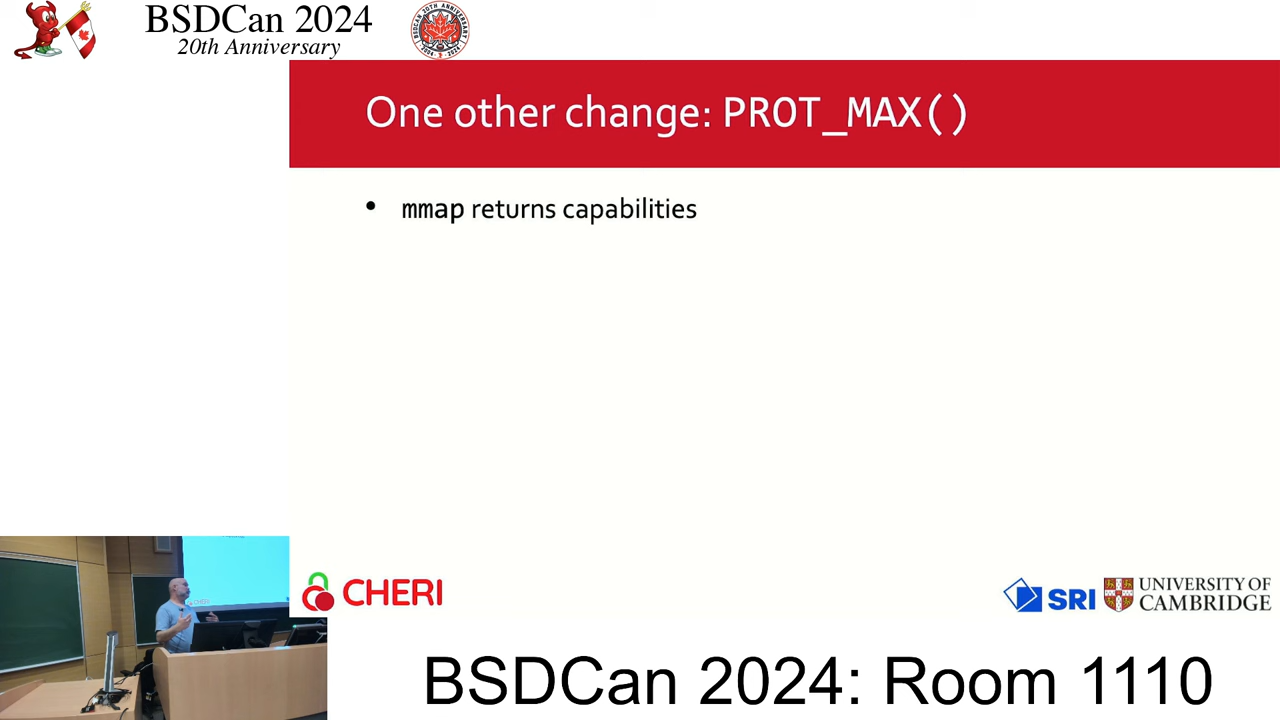 BSDCan 2024
20th Anniversary
One other change: PROT_MAX()
• mmap returns capabilities
CHERI
SRI
UNIVERSITY OF
CAMBRIDGE
BSDCan 2024: Room 1110